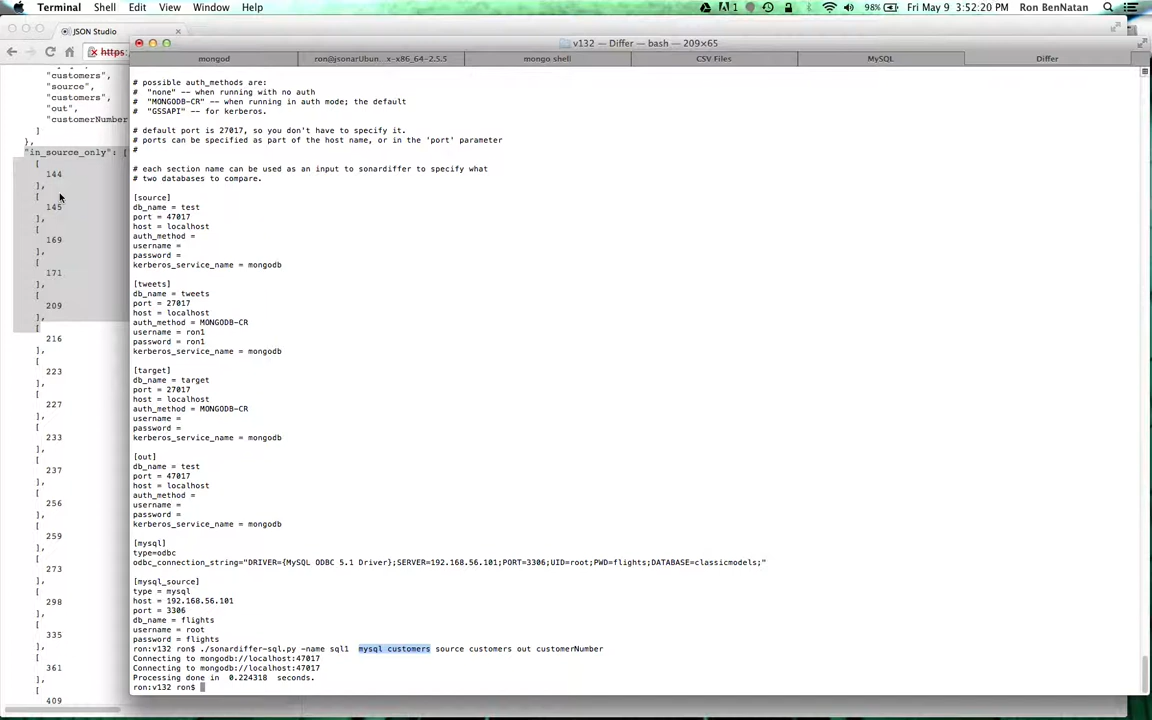 Terminal Shell Edit View Window Help 1 98% Fri May 9 3:52:20 PM Ron BenNatan
JSON Studio
https:
"customers",
"source",
"customers",
"out",
"customerNumber
]
},
"in_source_only": [
[
144
],
[
145
],
[
169
],
[
171
],
[
209
],
[
216
],
[
223
],
[
227
],
[
233
],
[
237
],
[
256
],
[
259
],
[
273
],
[
298
],
[
335
],
[
361
],
[
409
v132 — Differ — bash — 209×65
mongod ron@jsonarUbun. . .x-x86_64-2.5.5 mongo shell CSV Files MySQL Differ
# possible auth_methods are:
# "none" -- when running with no auth
# "MONGODB-CR" -- when running in auth mode; the default
# "GSSAPI" -- for kerberos.
# default port is 27017, so you don't have to specify it.
# ports can be specified as part of the host name, or in the 'port' parameter
#
# each section name can be used as an input to sonardiffer to specify what
# two databases to compare.
[source]
db_name = test
port = 47017
host = localhost
auth_method =
username =
password =
kerberos_service_name = mongodb
[tweets]
db_name = tweets
port = 27017
host = localhost
auth_method = MONGODB-CR
username = ron1
password = ron1
kerberos_service_name = mongodb
[target]
db_name = target
port = 27017
host = localhost
auth_method = MONGODB-CR
username =
password =
kerberos_service_name = mongodb
[out]
db_name = test
port = 47017
host = localhost
auth_method =
username =
password =
kerberos_service_name = mongodb
[mysql]
type=odbc
odbc_connection_string="DRIVER={MySQL ODBC 5.1 Driver};SERVER=192.168.56.101;PORT=3306;UID=root;PWD=flights;DATABASE=classicmodels;"
[mysql_source]
type = mysql
host = 192.168.56.101
port = 3306
db_name = flights
username = root
password = flights
ron:v132 ron$ ./sonardiffer-sql.py -name sql1 mysql customers source customers out customerNumber
Connecting to mongodb://localhost:47017
Connecting to mongodb://localhost:47017
Processing done in 0.224318 seconds.
ron:v132 ron$